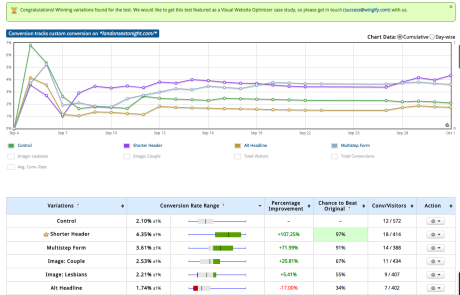 Congratulations! Winning variations found for the test. We would like to get this test featured as a Visual Website Optimizer case study, so please get in touch (success@wingify.com) with us.
Conversion tracks custom conversion on *londonsextonight.com/*
Chart Data: Cumulative Day-wise
7%
6%
5%
4%
3%
2%
1%
0%
Sep 4 Sep 7 Sep 10 Sep 13 Sep 16 Sep 19 Sep 22 Sep 25 Sep 28 Oct 1
Control Shorter Header Alt Headline Multistep Form
Image: Lesbians Image: Couple Total Visitors Total Conversions
Avg. Conv. Rate
Variations Conversion Rate Range Percentage Improvement Chance to Beat Original Conv/Visitors Action
Control 2.10% ±1% – – 12 / 572
Shorter Header 4.35% ±1% +107.25% 97% 18 / 414
Multistep Form 3.61% ±1% +71.99% 91% 14 / 388
Image: Couple 2.53% ±1% +20.81% 67% 11 / 434
Image: Lesbians 2.21% ±1% +5.41% 55% 9 / 407
Alt Headline 1.74% ±1% -17.00% 34% 7 / 402